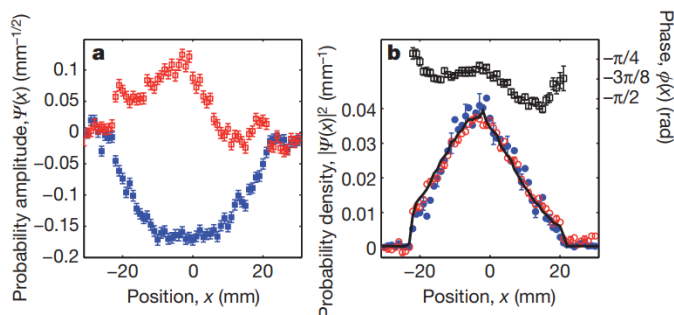 a
Probability amplitude, Ψ(x) (mm⁻¹/²)
0.1
0.05
0
−0.05
−0.1
−0.15
−0.2
−20
0
20
Position, x (mm)
b
Probability density, |Ψ(x)|² (mm⁻¹)
0.04
0.03
0.02
0.01
0
−20
0
20
Position, x (mm)
−π/4
−3π/8
−π/2
Phase, ϕ(x) (rad)